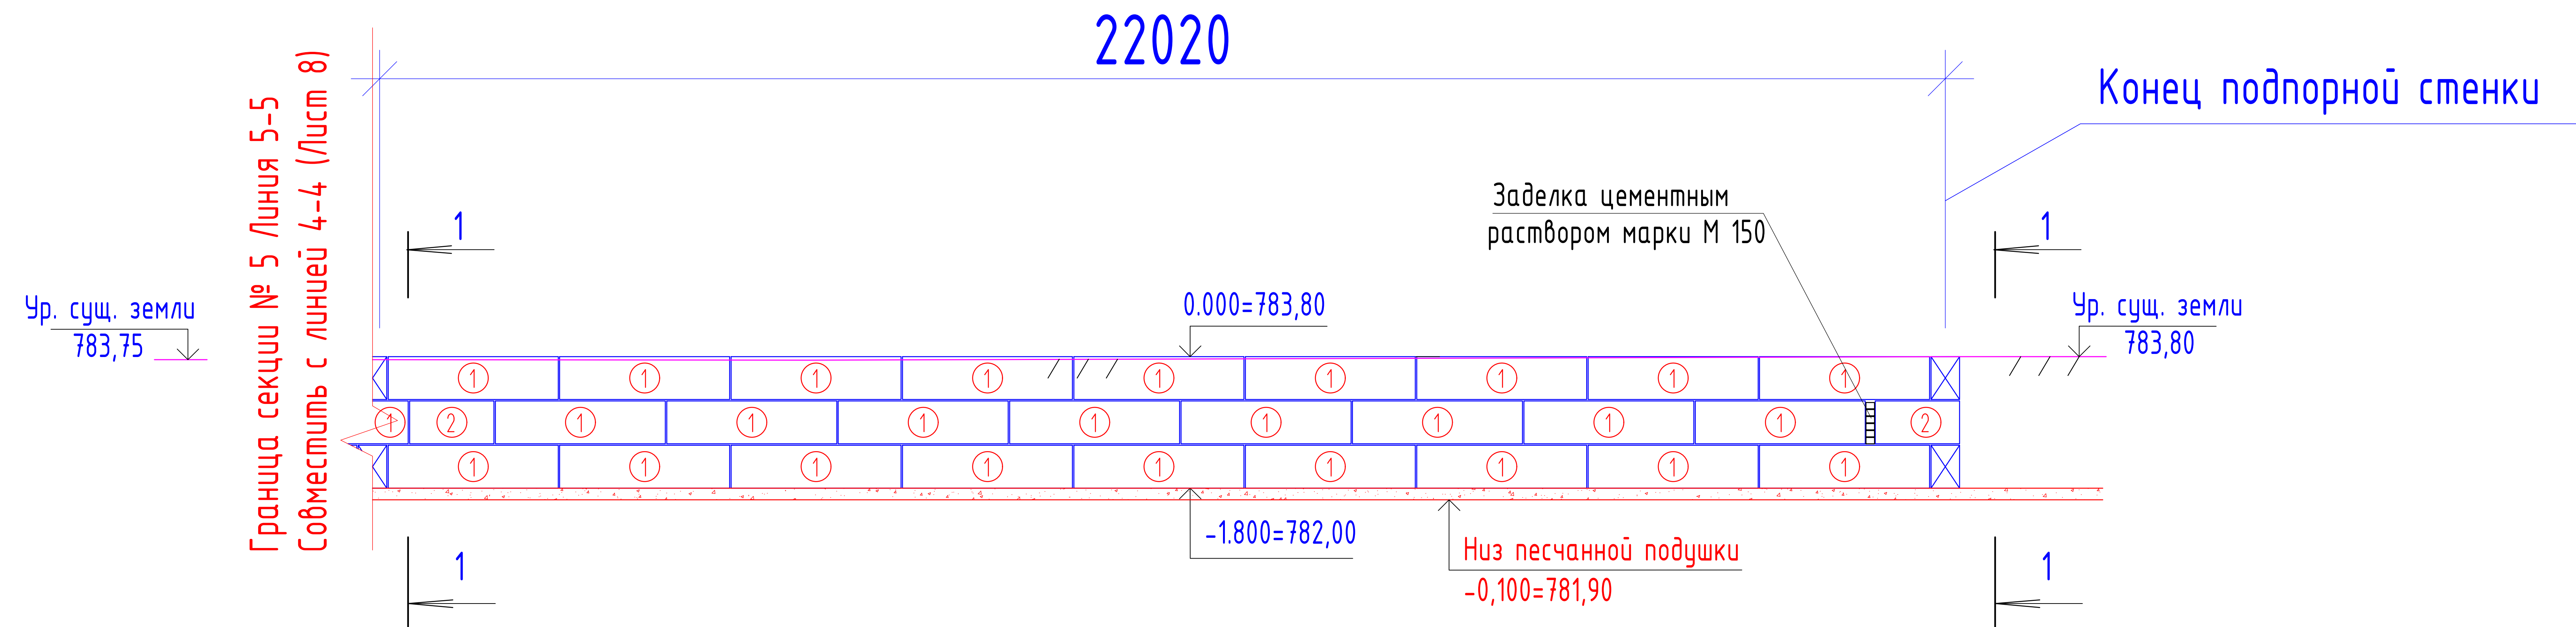 22020
Конец подпорной стенки
Граница секции № 5 Линия 5-5
Совместить с линией 4-4 (Лист 8)
Заделка цементным
раствором марки М 150
1
1
Ур. сущ. земли
783,75
0.000=783,80
Ур. сущ. земли
783,80
1 1 1 1 1 1 1 1 1
1 2 1 1 1 1 1 1 1 1 2
1 1 1 1 1 1 1 1 1
-1.800=782,00
Низ песчанной подушки
-0,100=781,90
1
1